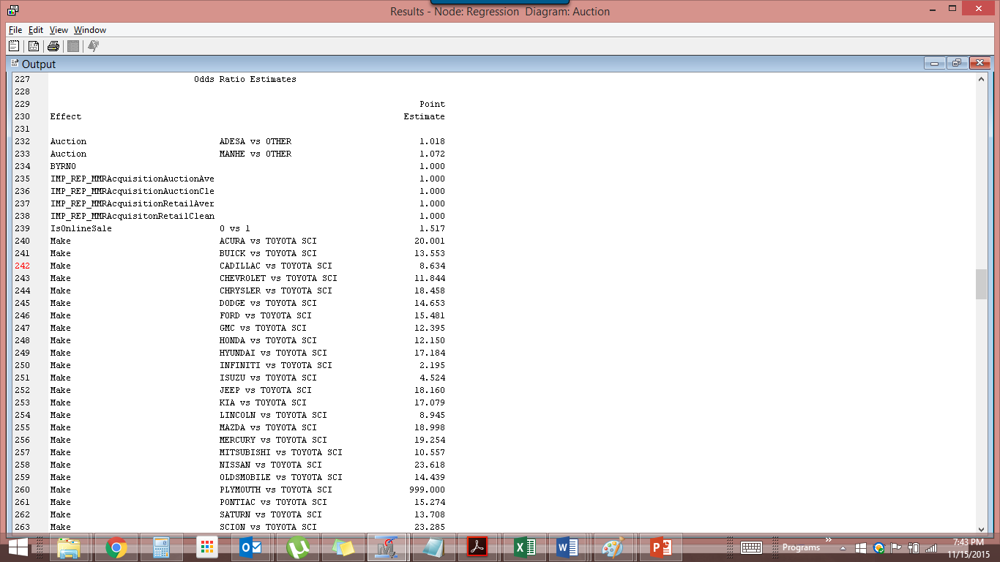 Results - Node: Regression Diagram: Auction
File Edit View Window
Output
227 Odds Ratio Estimates
228
229 Point
230 Effect Estimate
231
232 Auction ADESA vs OTHER 1.018
233 Auction MANHE vs OTHER 1.072
234 BYRNO 1.000
235 IMP_REP_MMRAcquisitionAuctionAve 1.000
236 IMP_REP_MMRAcquisitionAuctionCle 1.000
237 IMP_REP_MMRAcquisitionRetailAver 1.000
238 IMP_REP_MMRAcquisitonRetailClean 1.000
239 IsOnlineSale 0 vs 1 1.517
240 Make ACURA vs TOYOTA SCI 20.001
241 Make BUICK vs TOYOTA SCI 13.553
242 Make CADILLAC vs TOYOTA SCI 8.634
243 Make CHEVROLET vs TOYOTA SCI 11.844
244 Make CHRYSLER vs TOYOTA SCI 18.458
245 Make DODGE vs TOYOTA SCI 14.653
246 Make FORD vs TOYOTA SCI 15.481
247 Make GMC vs TOYOTA SCI 12.395
248 Make HONDA vs TOYOTA SCI 12.150
249 Make HYUNDAI vs TOYOTA SCI 17.184
250 Make INFINITI vs TOYOTA SCI 2.195
251 Make ISUZU vs TOYOTA SCI 4.524
252 Make JEEP vs TOYOTA SCI 18.160
253 Make KIA vs TOYOTA SCI 17.079
254 Make LINCOLN vs TOYOTA SCI 8.945
255 Make MAZDA vs TOYOTA SCI 18.998
256 Make MERCURY vs TOYOTA SCI 19.254
257 Make MITSUBISHI vs TOYOTA SCI 10.557
258 Make NISSAN vs TOYOTA SCI 23.618
259 Make OLDSMOBILE vs TOYOTA SCI 14.439
260 Make PLYMOUTH vs TOYOTA SCI 999.000
261 Make PONTIAC vs TOYOTA SCI 15.274
262 Make SATURN vs TOYOTA SCI 13.708
263 Make SCION vs TOYOTA SCI 23.285
Programs
7:43 PM
11/15/2015